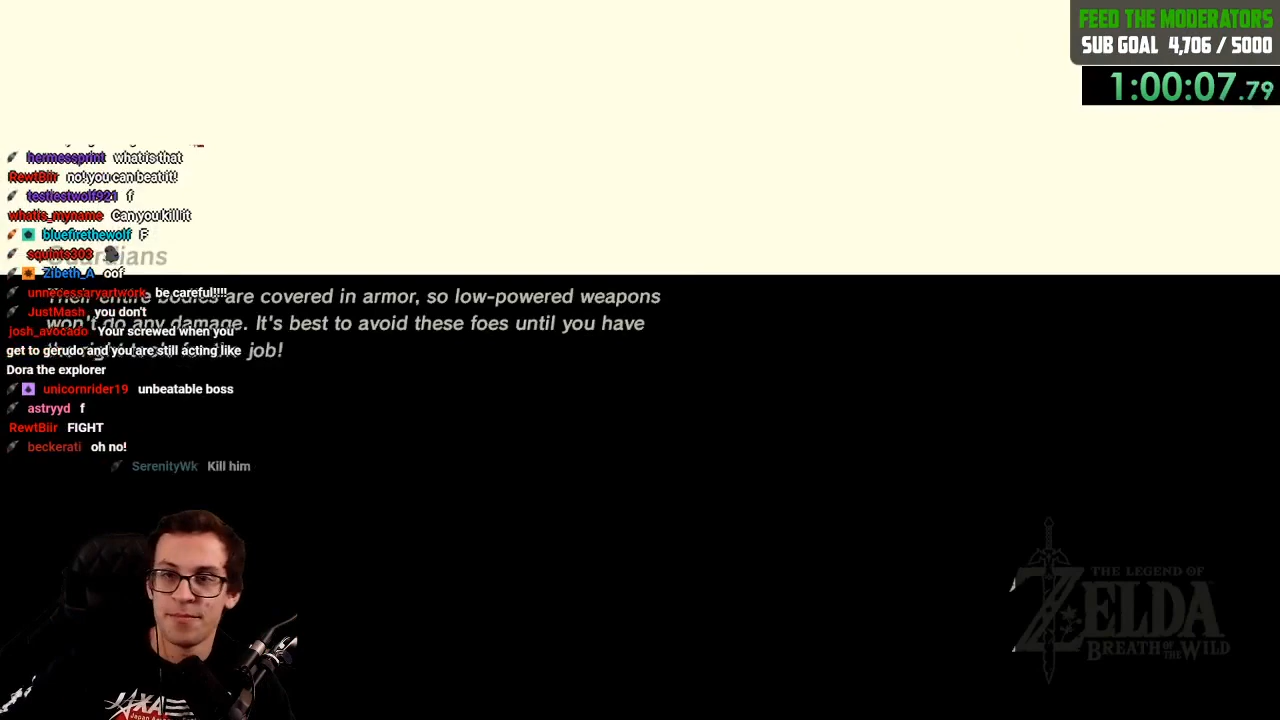 FEED THE MODERATORS
SUB GOAL 4,706 / 5000
1:00:07.79
hermessprint what is that
RewtBiir no! you can beat it!
testiestwolf921 f
whatis_myname Can you kill it
bluefirethewolf F
squints303
Guardians
Zibeth_A oof
unnecessaryartwork be careful!!!!
Their entire bodies are covered in armor, so low-powered weapons
JustMash you don't
won't do any damage. It's best to avoid these foes until you have
josh_avocado Your screwed when you
get to gerudo and you are still acting like
job!
Dora the explorer
unicornrider19 unbeatable boss
astryyd f
RewtBiir FIGHT
beckerati oh no!
SerenityWk Kill him
THE LEGEND OF
ZELDA
BREATH OF THE WILD
JAXA